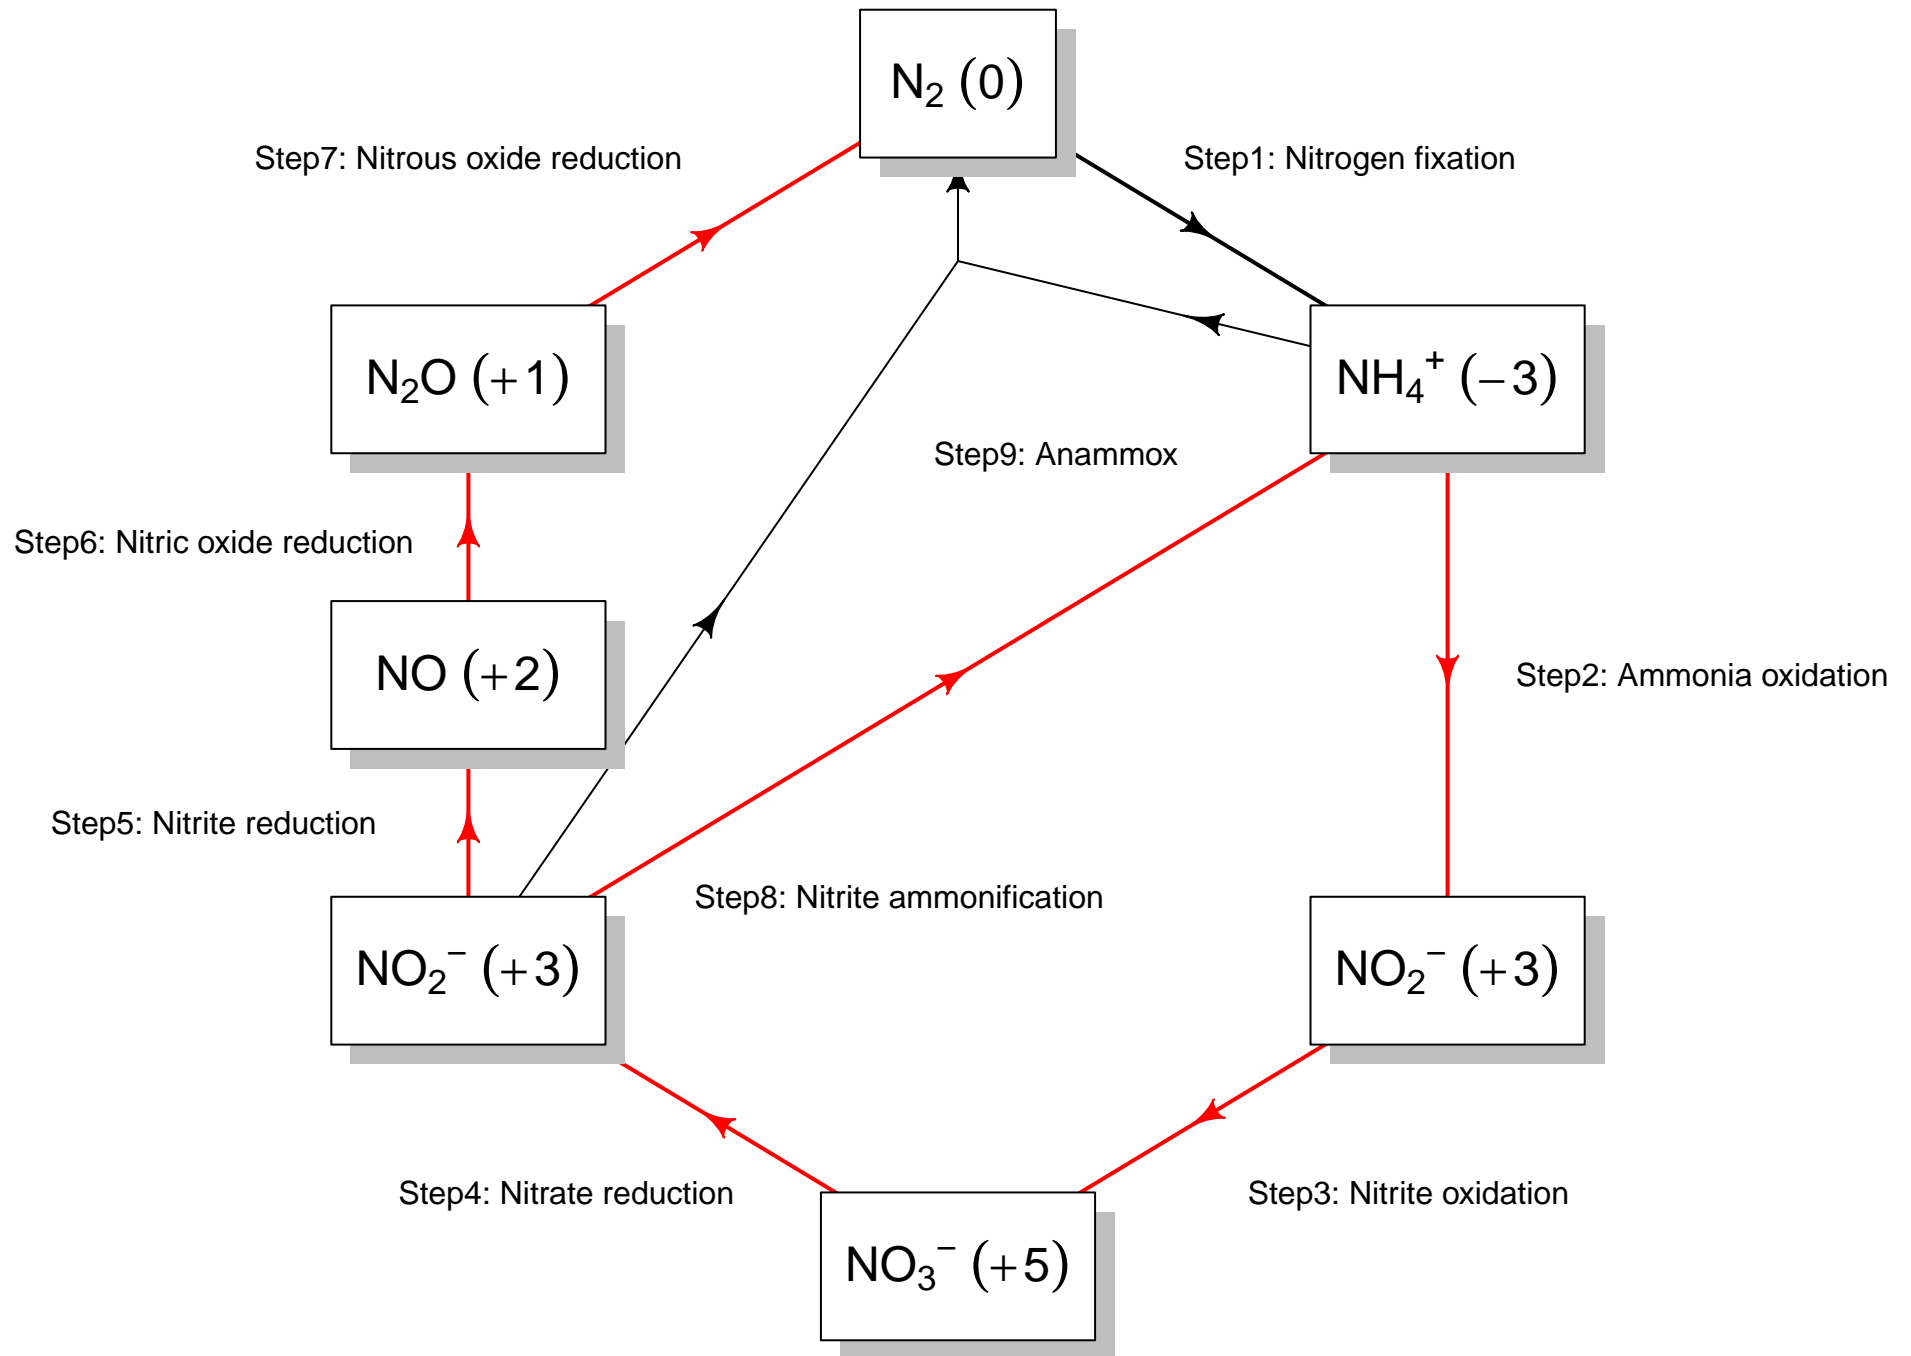 N₂ (0)
Step7: Nitrous oxide reduction
Step1: Nitrogen fixation
N₂O (+1)
NH₄⁺ (−3)
Step9: Anammox
Step6: Nitric oxide reduction
NO (+2)
Step2: Ammonia oxidation
Step5: Nitrite reduction
Step8: Nitrite ammonification
NO₂⁻ (+3)
NO₂⁻ (+3)
Step4: Nitrate reduction
Step3: Nitrite oxidation
NO₃⁻ (+5)